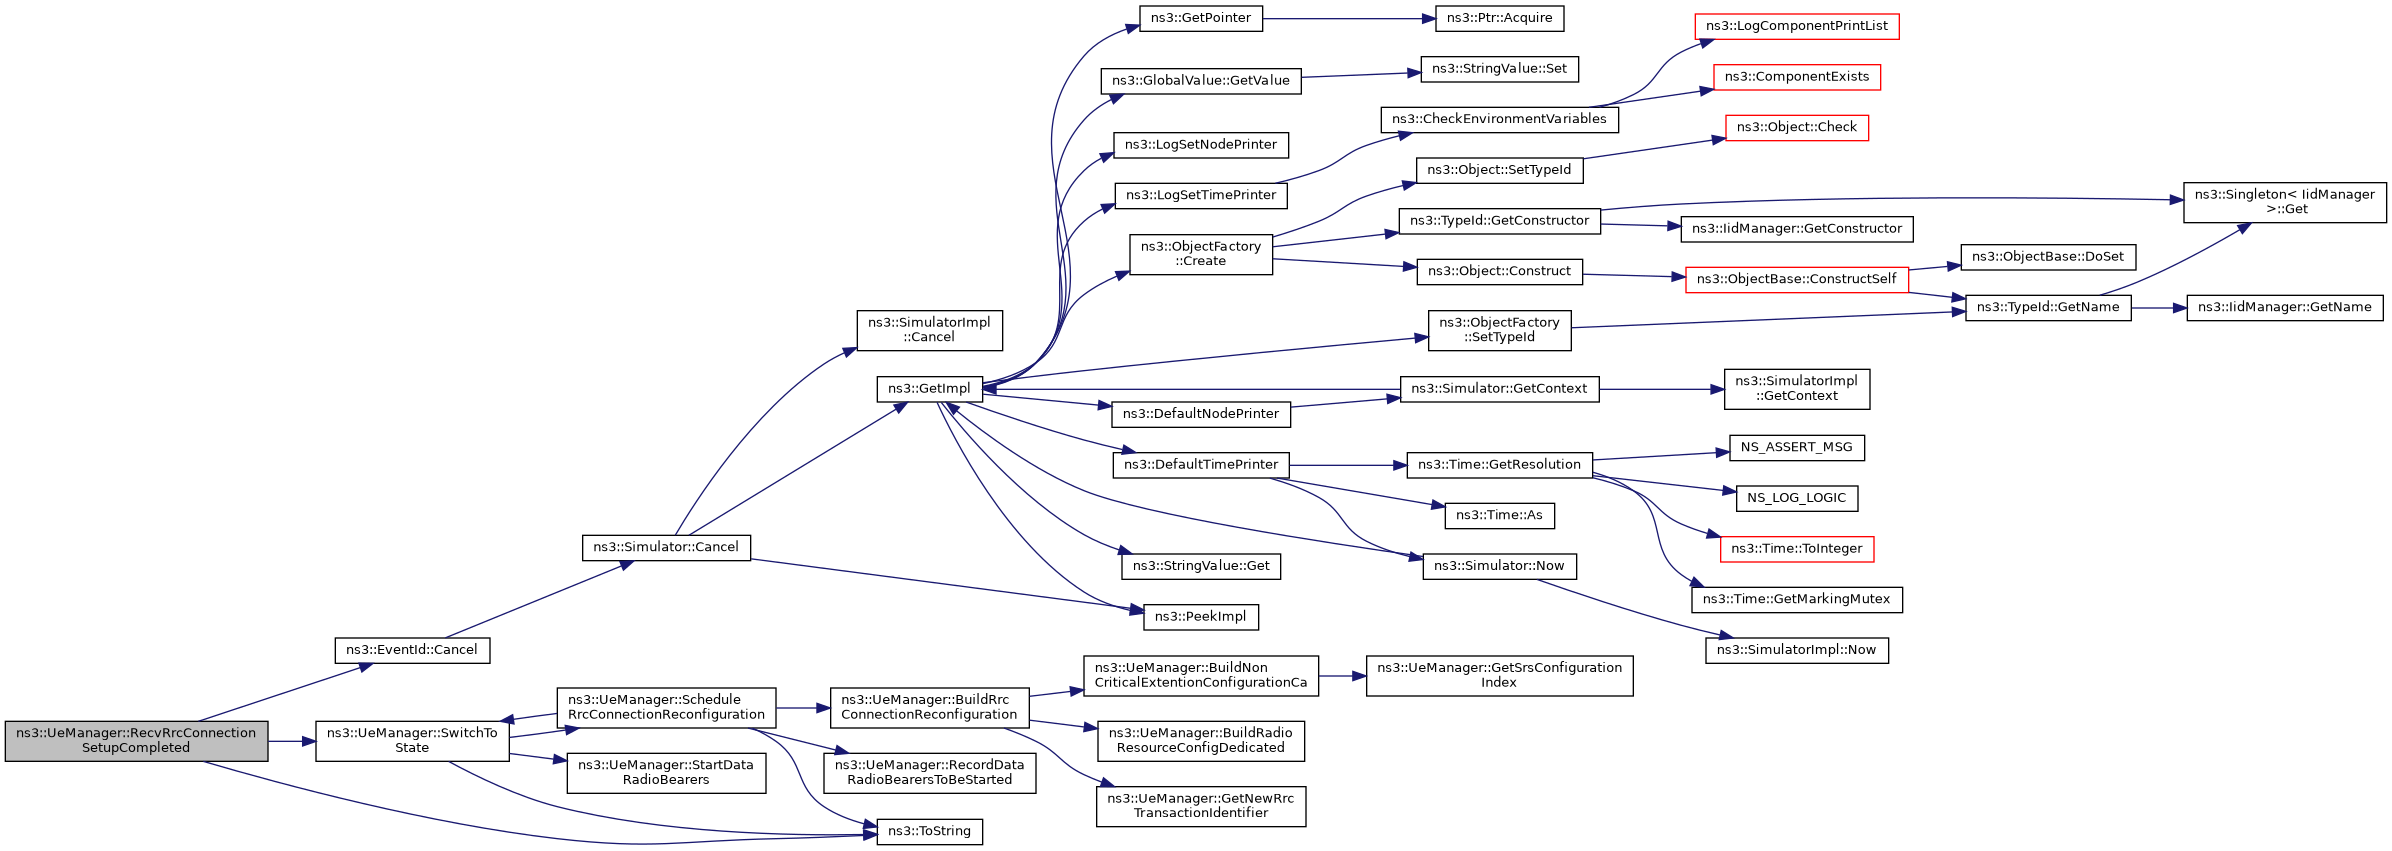 ns3::UeManager::RecvRrcConnection
SetupCompleted
ns3::EventId::Cancel
ns3::UeManager::SwitchTo
State
ns3::Simulator::Cancel
ns3::UeManager::Schedule
RrcConnectionReconfiguration
ns3::UeManager::StartData
RadioBearers
ns3::SimulatorImpl
::Cancel
ns3::GetImpl
ns3::UeManager::BuildRrc
ConnectionReconfiguration
ns3::UeManager::RecordData
RadioBearersToBeStarted
ns3::ToString
ns3::GetPointer
ns3::GlobalValue::GetValue
ns3::LogSetNodePrinter
ns3::LogSetTimePrinter
ns3::ObjectFactory
::Create
ns3::DefaultNodePrinter
ns3::DefaultTimePrinter
ns3::StringValue::Get
ns3::PeekImpl
ns3::UeManager::BuildNon
CriticalExtentionConfigurationCa
ns3::UeManager::BuildRadio
ResourceConfigDedicated
ns3::UeManager::GetNewRrc
TransactionIdentifier
ns3::Ptr::Acquire
ns3::StringValue::Set
ns3::CheckEnvironmentVariables
ns3::Object::SetTypeId
ns3::TypeId::GetConstructor
ns3::Object::Construct
ns3::ObjectFactory
::SetTypeId
ns3::Simulator::GetContext
ns3::Time::GetResolution
ns3::Time::As
ns3::Simulator::Now
ns3::UeManager::GetSrsConfiguration
Index
ns3::LogComponentPrintList
ns3::ComponentExists
ns3::Object::Check
ns3::IidManager::GetConstructor
ns3::ObjectBase::ConstructSelf
ns3::SimulatorImpl
::GetContext
NS_ASSERT_MSG
NS_LOG_LOGIC
ns3::Time::ToInteger
ns3::Time::GetMarkingMutex
ns3::SimulatorImpl::Now
ns3::ObjectBase::DoSet
ns3::TypeId::GetName
ns3::Singleton< IidManager
>::Get
ns3::IidManager::GetName